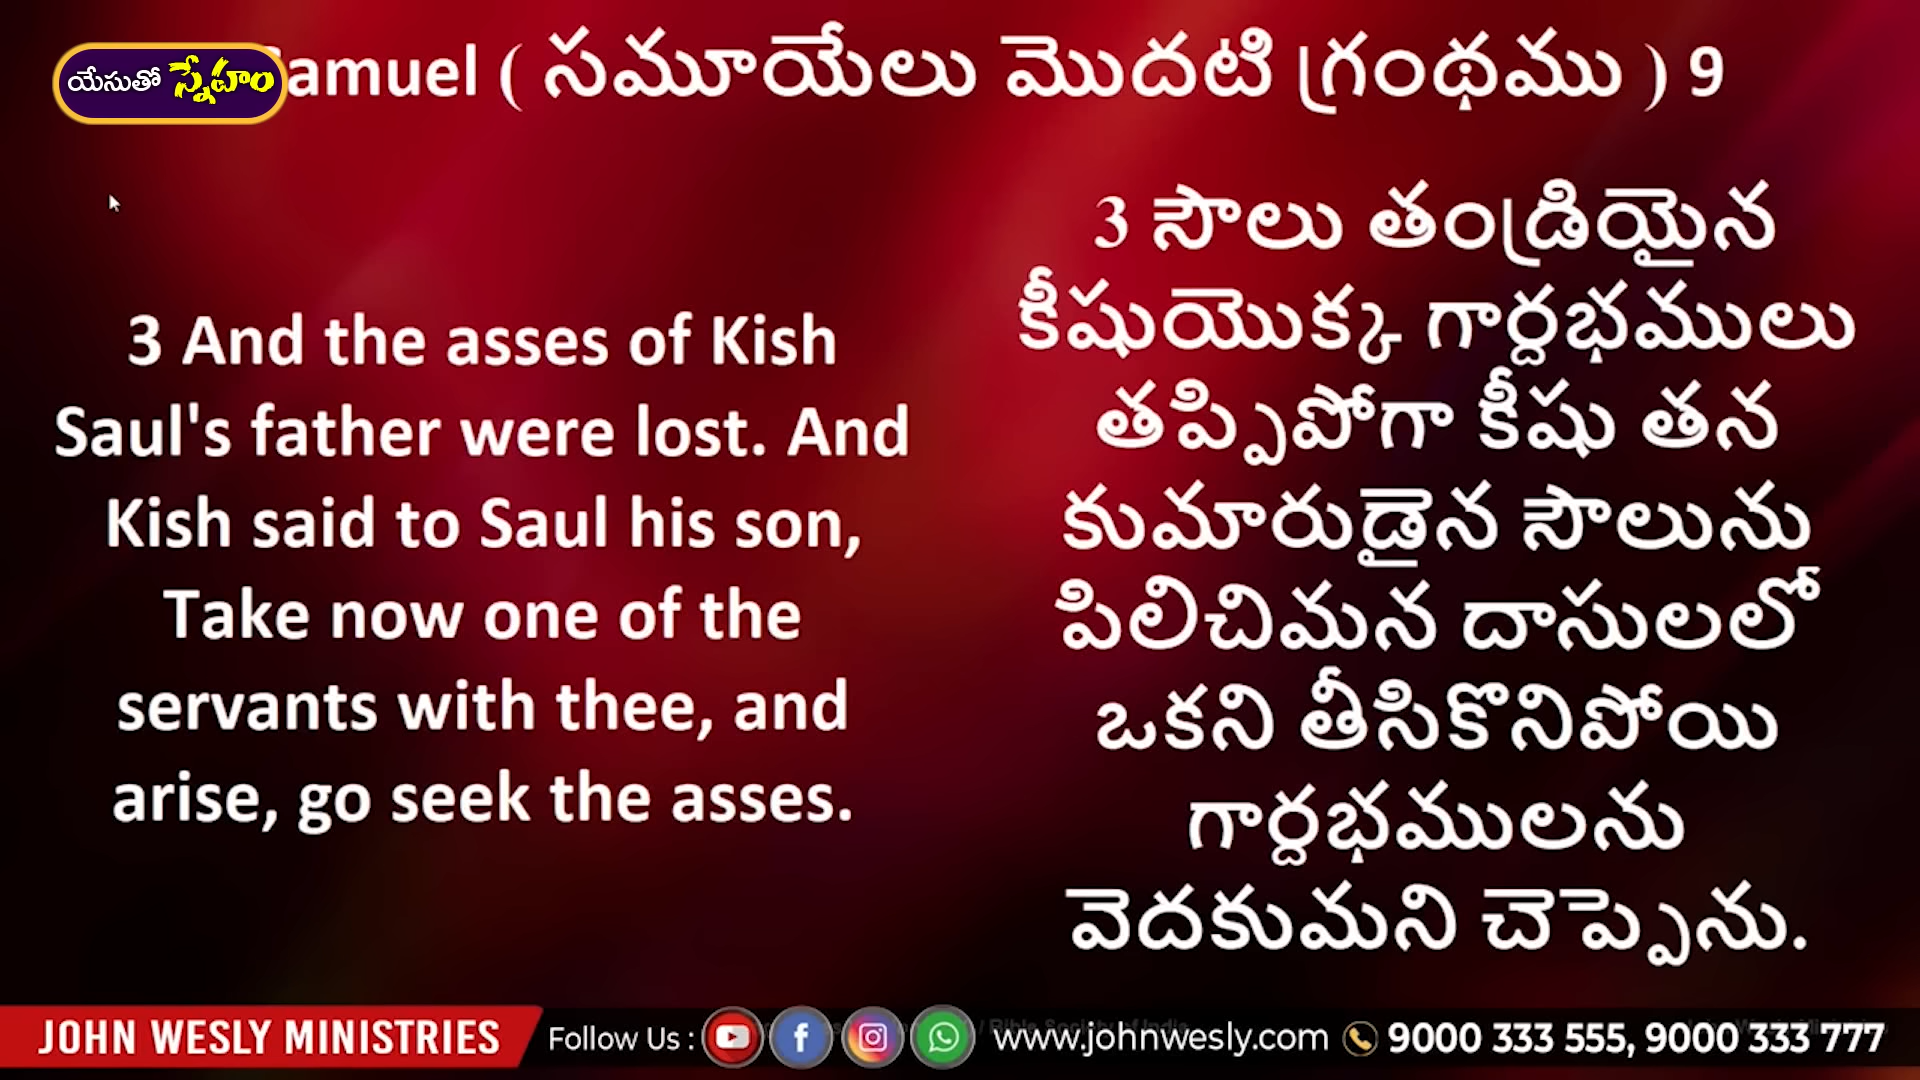 యేసుతో స్నేహం
amuel ( సమూయేలు మొదటి గ్రంథము ) 9
3 And the asses of Kish
Saul's father were lost. And
Kish said to Saul his son,
Take now one of the
servants with thee, and
arise, go seek the asses.
3 సౌలు తండ్రియైన
కీషుయొక్క గార్దభములు
తప్పిపోగా కీషు తన
కుమారుడైన సౌలును
పిలిచిమన దాసులలో
ఒకని తీసికొనిపోయి
గార్దభములను
వెదకుమని చెప్పెను.
JOHN WESLY MINISTRIES
Follow Us : www.johnwesly.com 9000 333 555, 9000 333 777